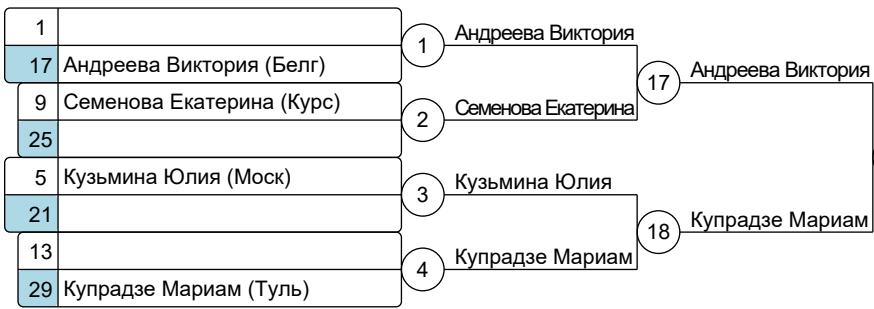 1
17 Андреева Виктория (Белг)
9 Семенова Екатерина (Курс)
25
5 Кузьмина Юлия (Моск)
21
13
29 Купрадзе Мариам (Туль)
1 Андреева Виктория
2 Семенова Екатерина
3 Кузьмина Юлия
4 Купрадзе Мариам
17 Андреева Виктория
18 Купрадзе Мариам